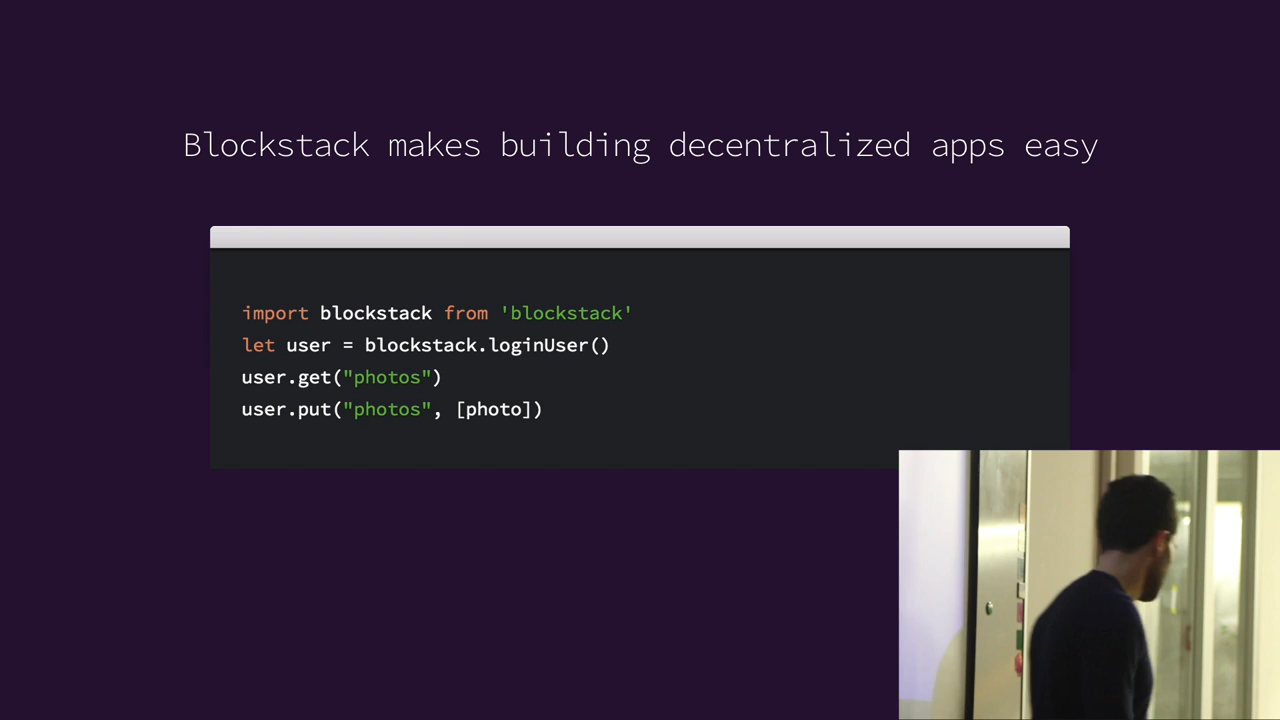 Blockstack makes building decentralized apps easy
import blockstack from 'blockstack'
let user = blockstack.loginUser()
user.get("photos")
user.put("photos", [photo])